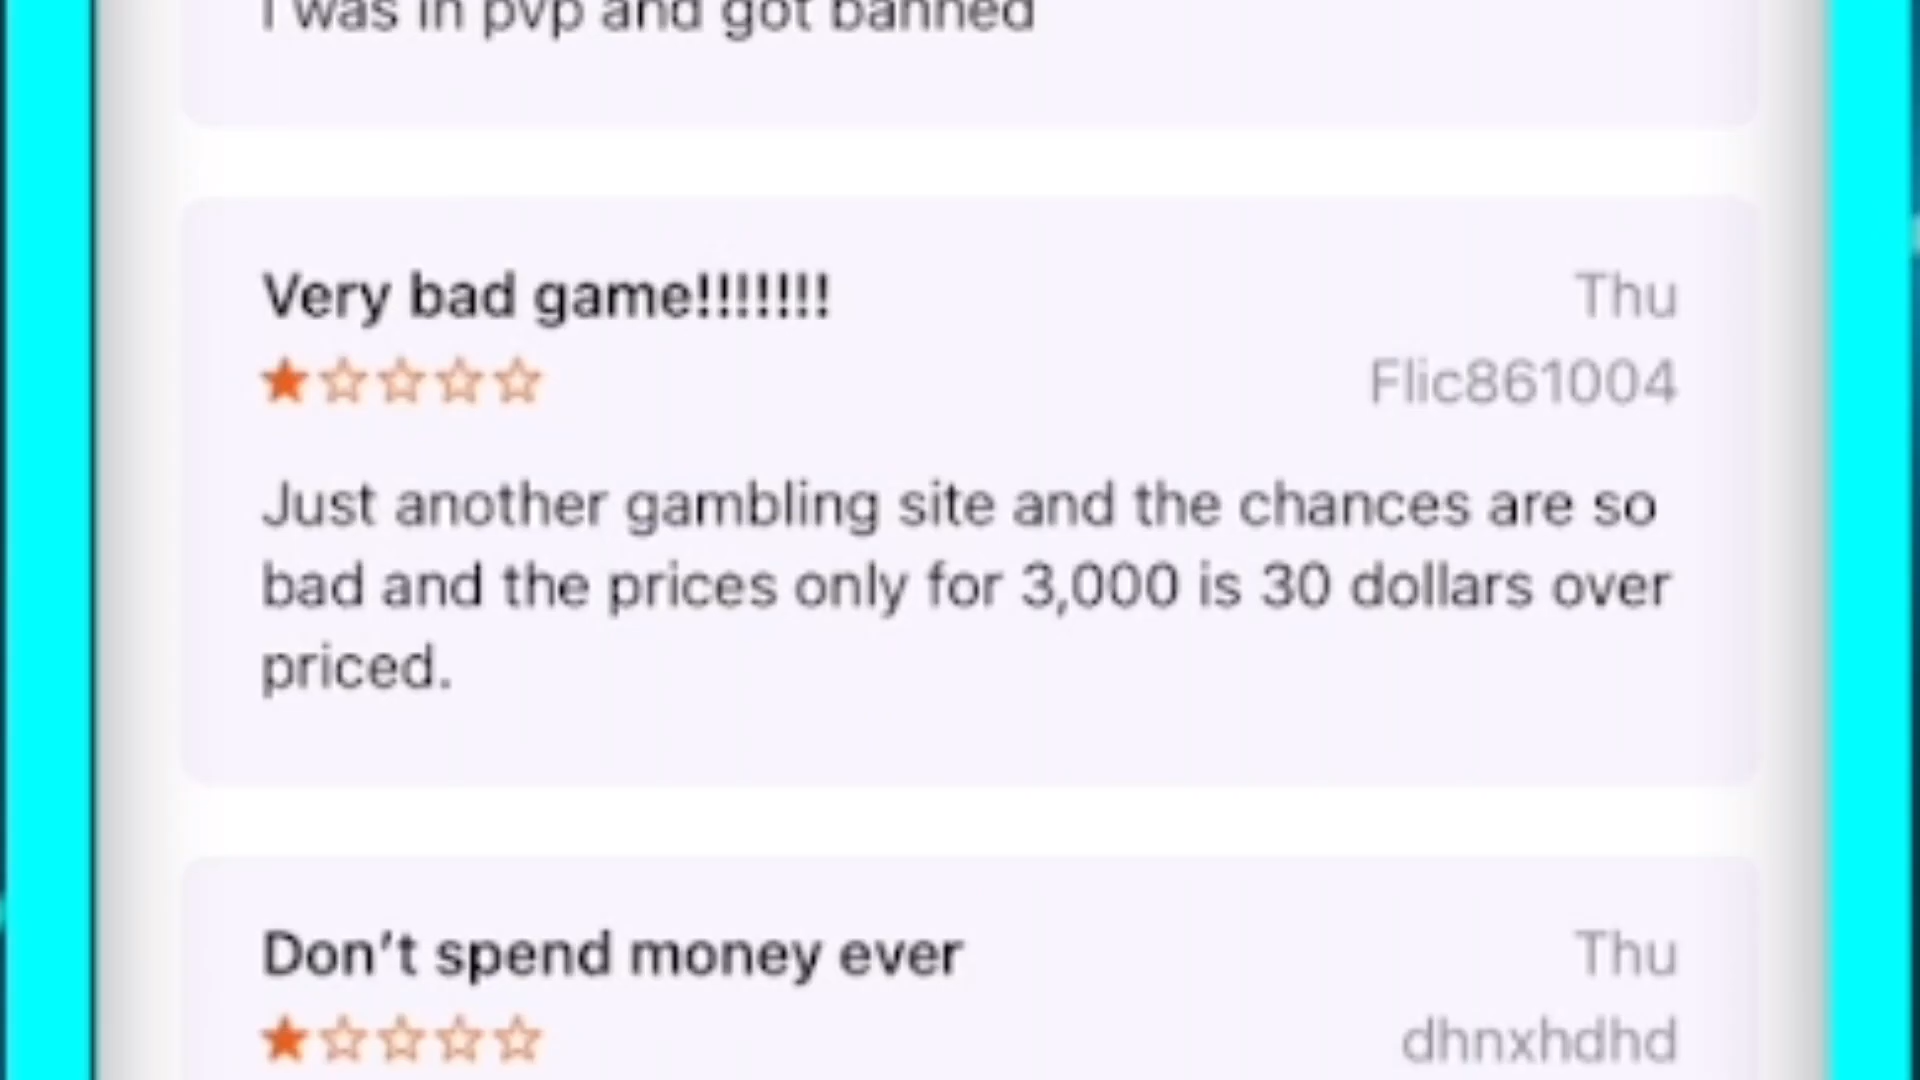 I was in pvp and got banned
Very bad game!!!!!!!
Thu
Flic861004
Just another gambling site and the chances are so
bad and the prices only for 3,000 is 30 dollars over
priced.
Don't spend money ever
Thu
dhnxhdhd